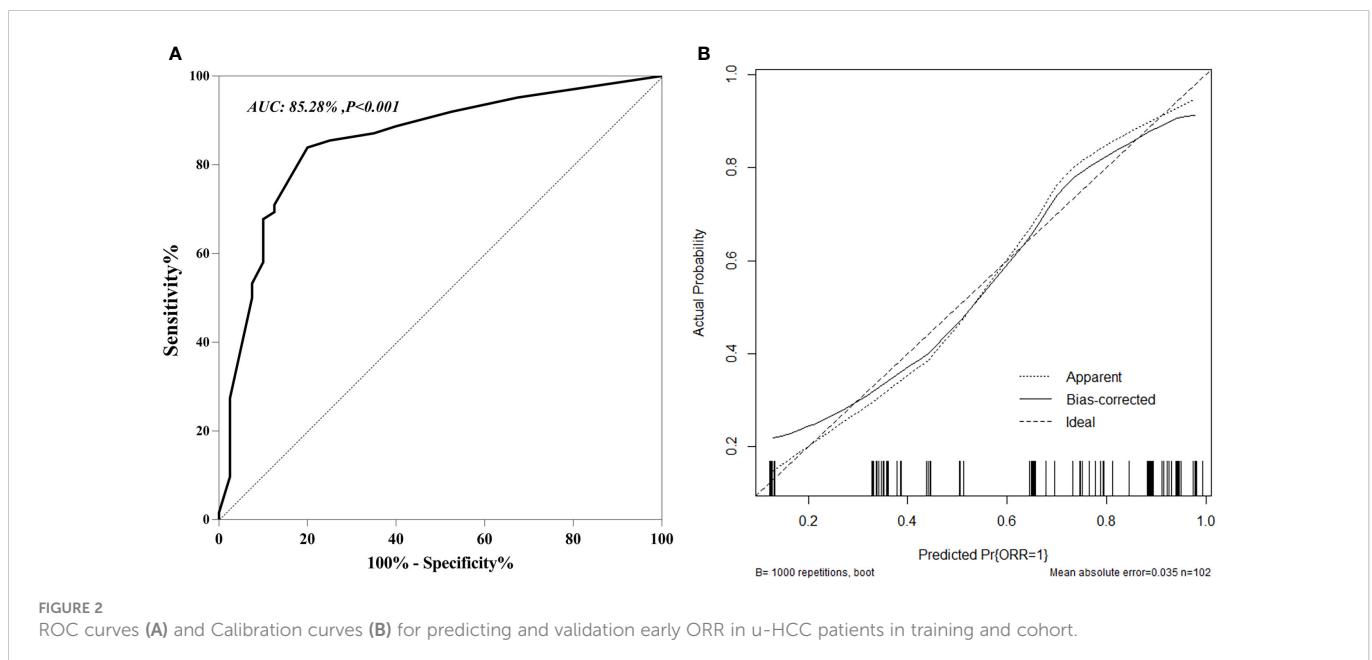 A
AUC: 85.28% ,P<0.001
100
80
60
40
20
0
Sensitivity%
0 20 40 60 80 100
100% - Specificity%
B
1.0
0.8
0.6
0.4
0.2
Actual Probability
Apparent
Bias-corrected
Ideal
0.2 0.4 0.6 0.8 1.0
Predicted Pr{ORR=1}
B= 1000 repetitions, boot Mean absolute error=0.035 n=102
FIGURE 2
ROC curves (A) and Calibration curves (B) for predicting and validation early ORR in u-HCC patients in training and cohort.